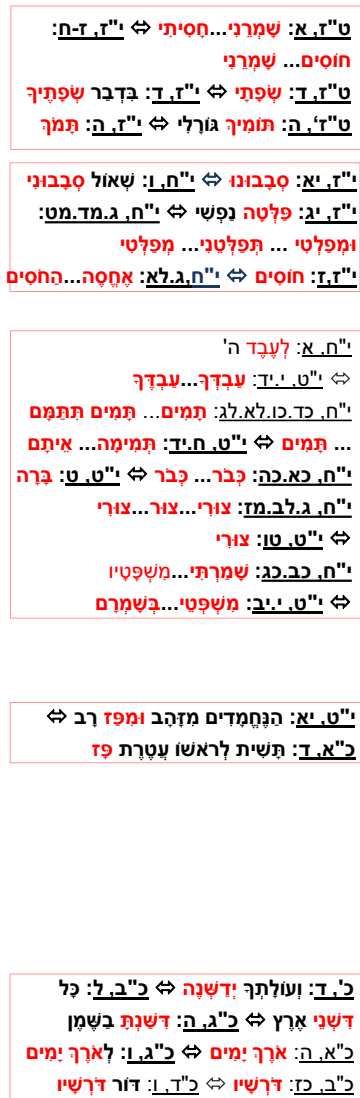 ט"ז, א: שָׁמְרֵנִי...חָסִיתִי ⇔ י"ז, ז-ח:
חוֹסִים... שָׁמְרֵנִי
ט"ז, ד: שְׂפָתָי ⇔ י"ז, ד: בִּדְבַר שְׂפָתֶיךָ
ט"ז', ה: תּוֹמִיךְ גּוֹרָלִי ⇔ י"ז, ה: תָּמֹךְ
י"ז, יא: סְבָבוּנוּ ⇔ י"ח, ו: שְׁאוֹל סְבָבוּנִי
י"ז, יג: פַּלְּטָה נַפְשִׁי ⇔ י"ח, ג.מד.מט:
וּמְפַלְטִי ... תְּפַלְּטֵנִי... מְפַלְּטִי
י"ז,ז: חוֹסִים ⇔ י"ח,ג.לא: אֶחֱסֶה...הַחֹסִים
י"ח, א: לְעֶבֶד ה'
⇔ י"ט, י.יד: עַבְדְּךָ...עַבְדֶּךָ
י"ח, כד.כו.לא.לג: תָמִים... תָּמִים תִּתַּמָּם
... תָּמִים ⇔ י"ט, ח.יד: תְּמִימָה... אֵיתָם
י"ח, כא.כה: כְּבֹר... כְּבֹר ⇔ י"ט, ט: בָּרָה
י"ח, ג.לב.מז: צוּרִי...צוּר...צוּרִי
⇔ י"ט, טו: צוּרִי
י"ח, כב.כג: שָׁמַרְתִּי...מִשְׁפָּטָיו
⇔ י"ט, י.יב: מִשְׁפְּטֵי...בְּשָׁמְרָם
י"ט, יא: הַנֶּחֱמָדִים מִזָּהָב וּמִפַּז רָב ⇔
כ"א, ד: תָּשִׁית לְרֹאשׁוֹ עֲטֶרֶת פָּז
כ', ד: וְעוֹלָתְךָ יְדַשְּׁנֶה ⇔ כ"ב, ל: כָּל
דִּשְׁנֵי אֶרֶץ ⇔ כ"ג, ה: דִּשַּׁנְתָּ בַשֶּׁמֶן
כ"א, ה: אֹרֶךְ יָמִים ⇔ כ"ג, ו: לְאֹרֶךְ יָמִים
כ"ב, כז: דֹּרְשָׁיו ⇔ כ"ד, ו: דּוֹר דֹּרְשָׁיו